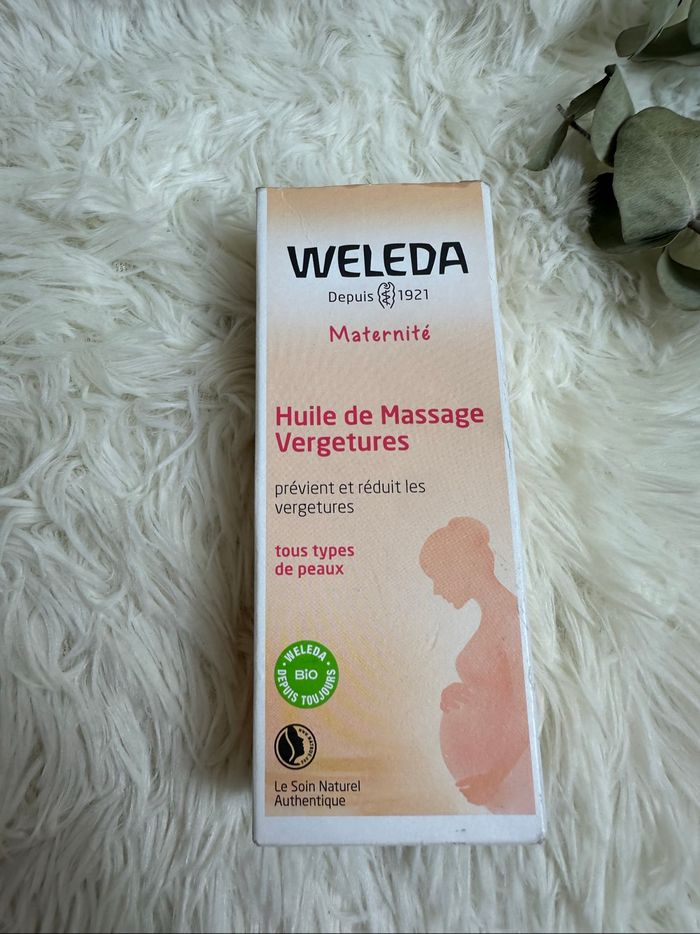 WELEDA
Depuis 1921
Maternité
Huile de Massage
Vergetures
prévient et réduit les
vergetures
tous types
de peaux
WELEDA
BIO
DEPUIS TOUJOURS
Le Soin Naturel
Authentique